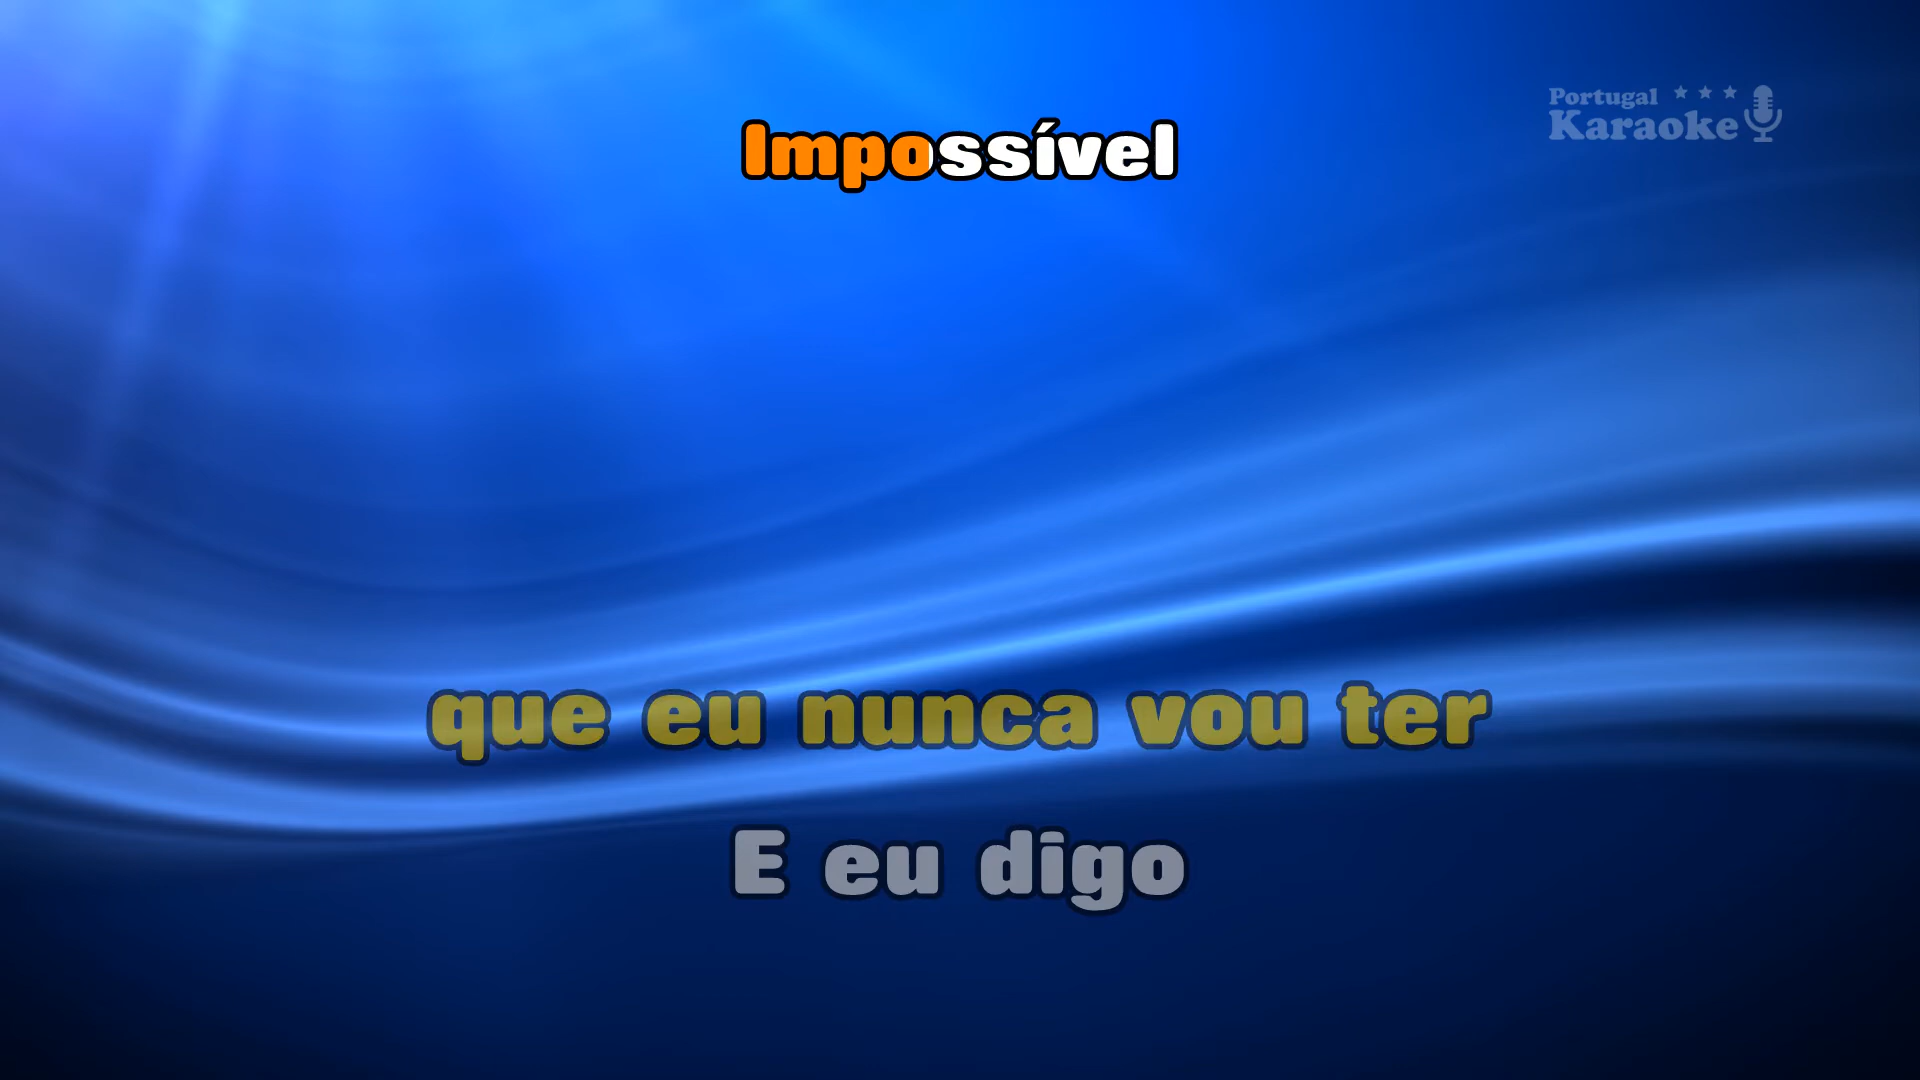 Portugal
Karaoke
Impossível
que eu nunca vou ter
E eu digo